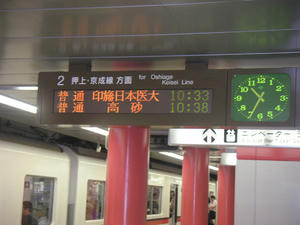 2 押上・京成線 方面 for Oshiage Keisei Line
普通 印旛日本医大 10:33
普通 高砂 10:38
エレベーター